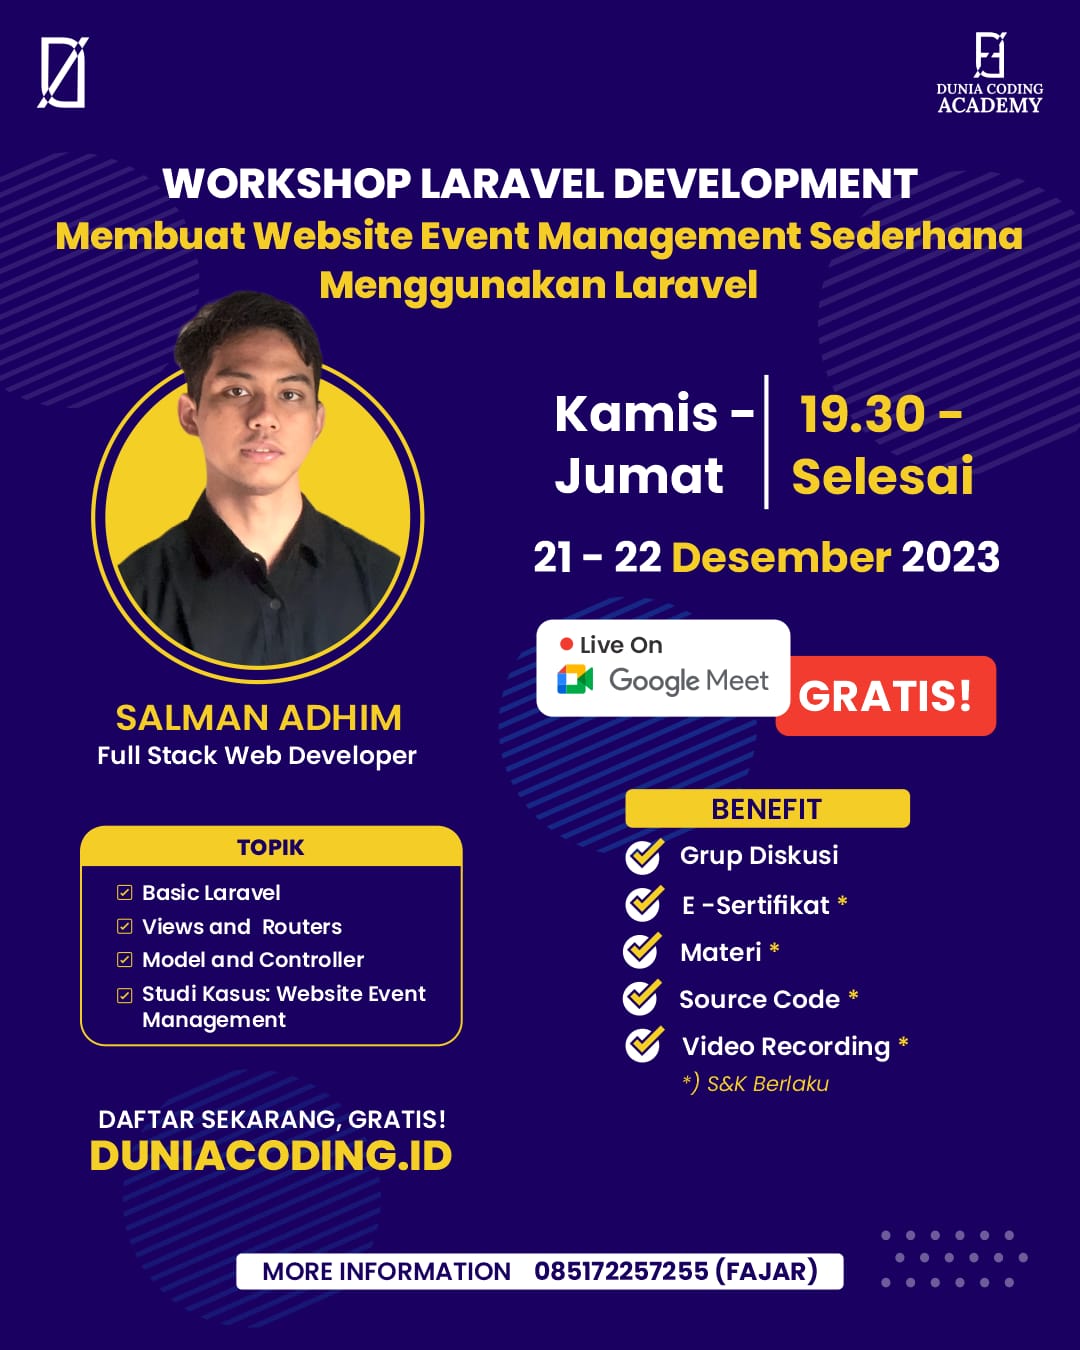 DUNIA CODING
ACADEMY
WORKSHOP LARAVEL DEVELOPMENT
Membuat Website Event Management Sederhana
Menggunakan Laravel
Kamis -
Jumat
19.30 -
Selesai
21 - 22 Desember 2023
Live On
Google Meet
GRATIS!
SALMAN ADHIM
Full Stack Web Developer
TOPIK
Basic Laravel
Views and Routers
Model and Controller
Studi Kasus: Website Event
Management
BENEFIT
Grup Diskusi
E -Sertifikat *
Materi *
Source Code *
Video Recording *
*) S&K Berlaku
DAFTAR SEKARANG, GRATIS!
DUNIACODING.ID
MORE INFORMATION 085172257255 (FAJAR)